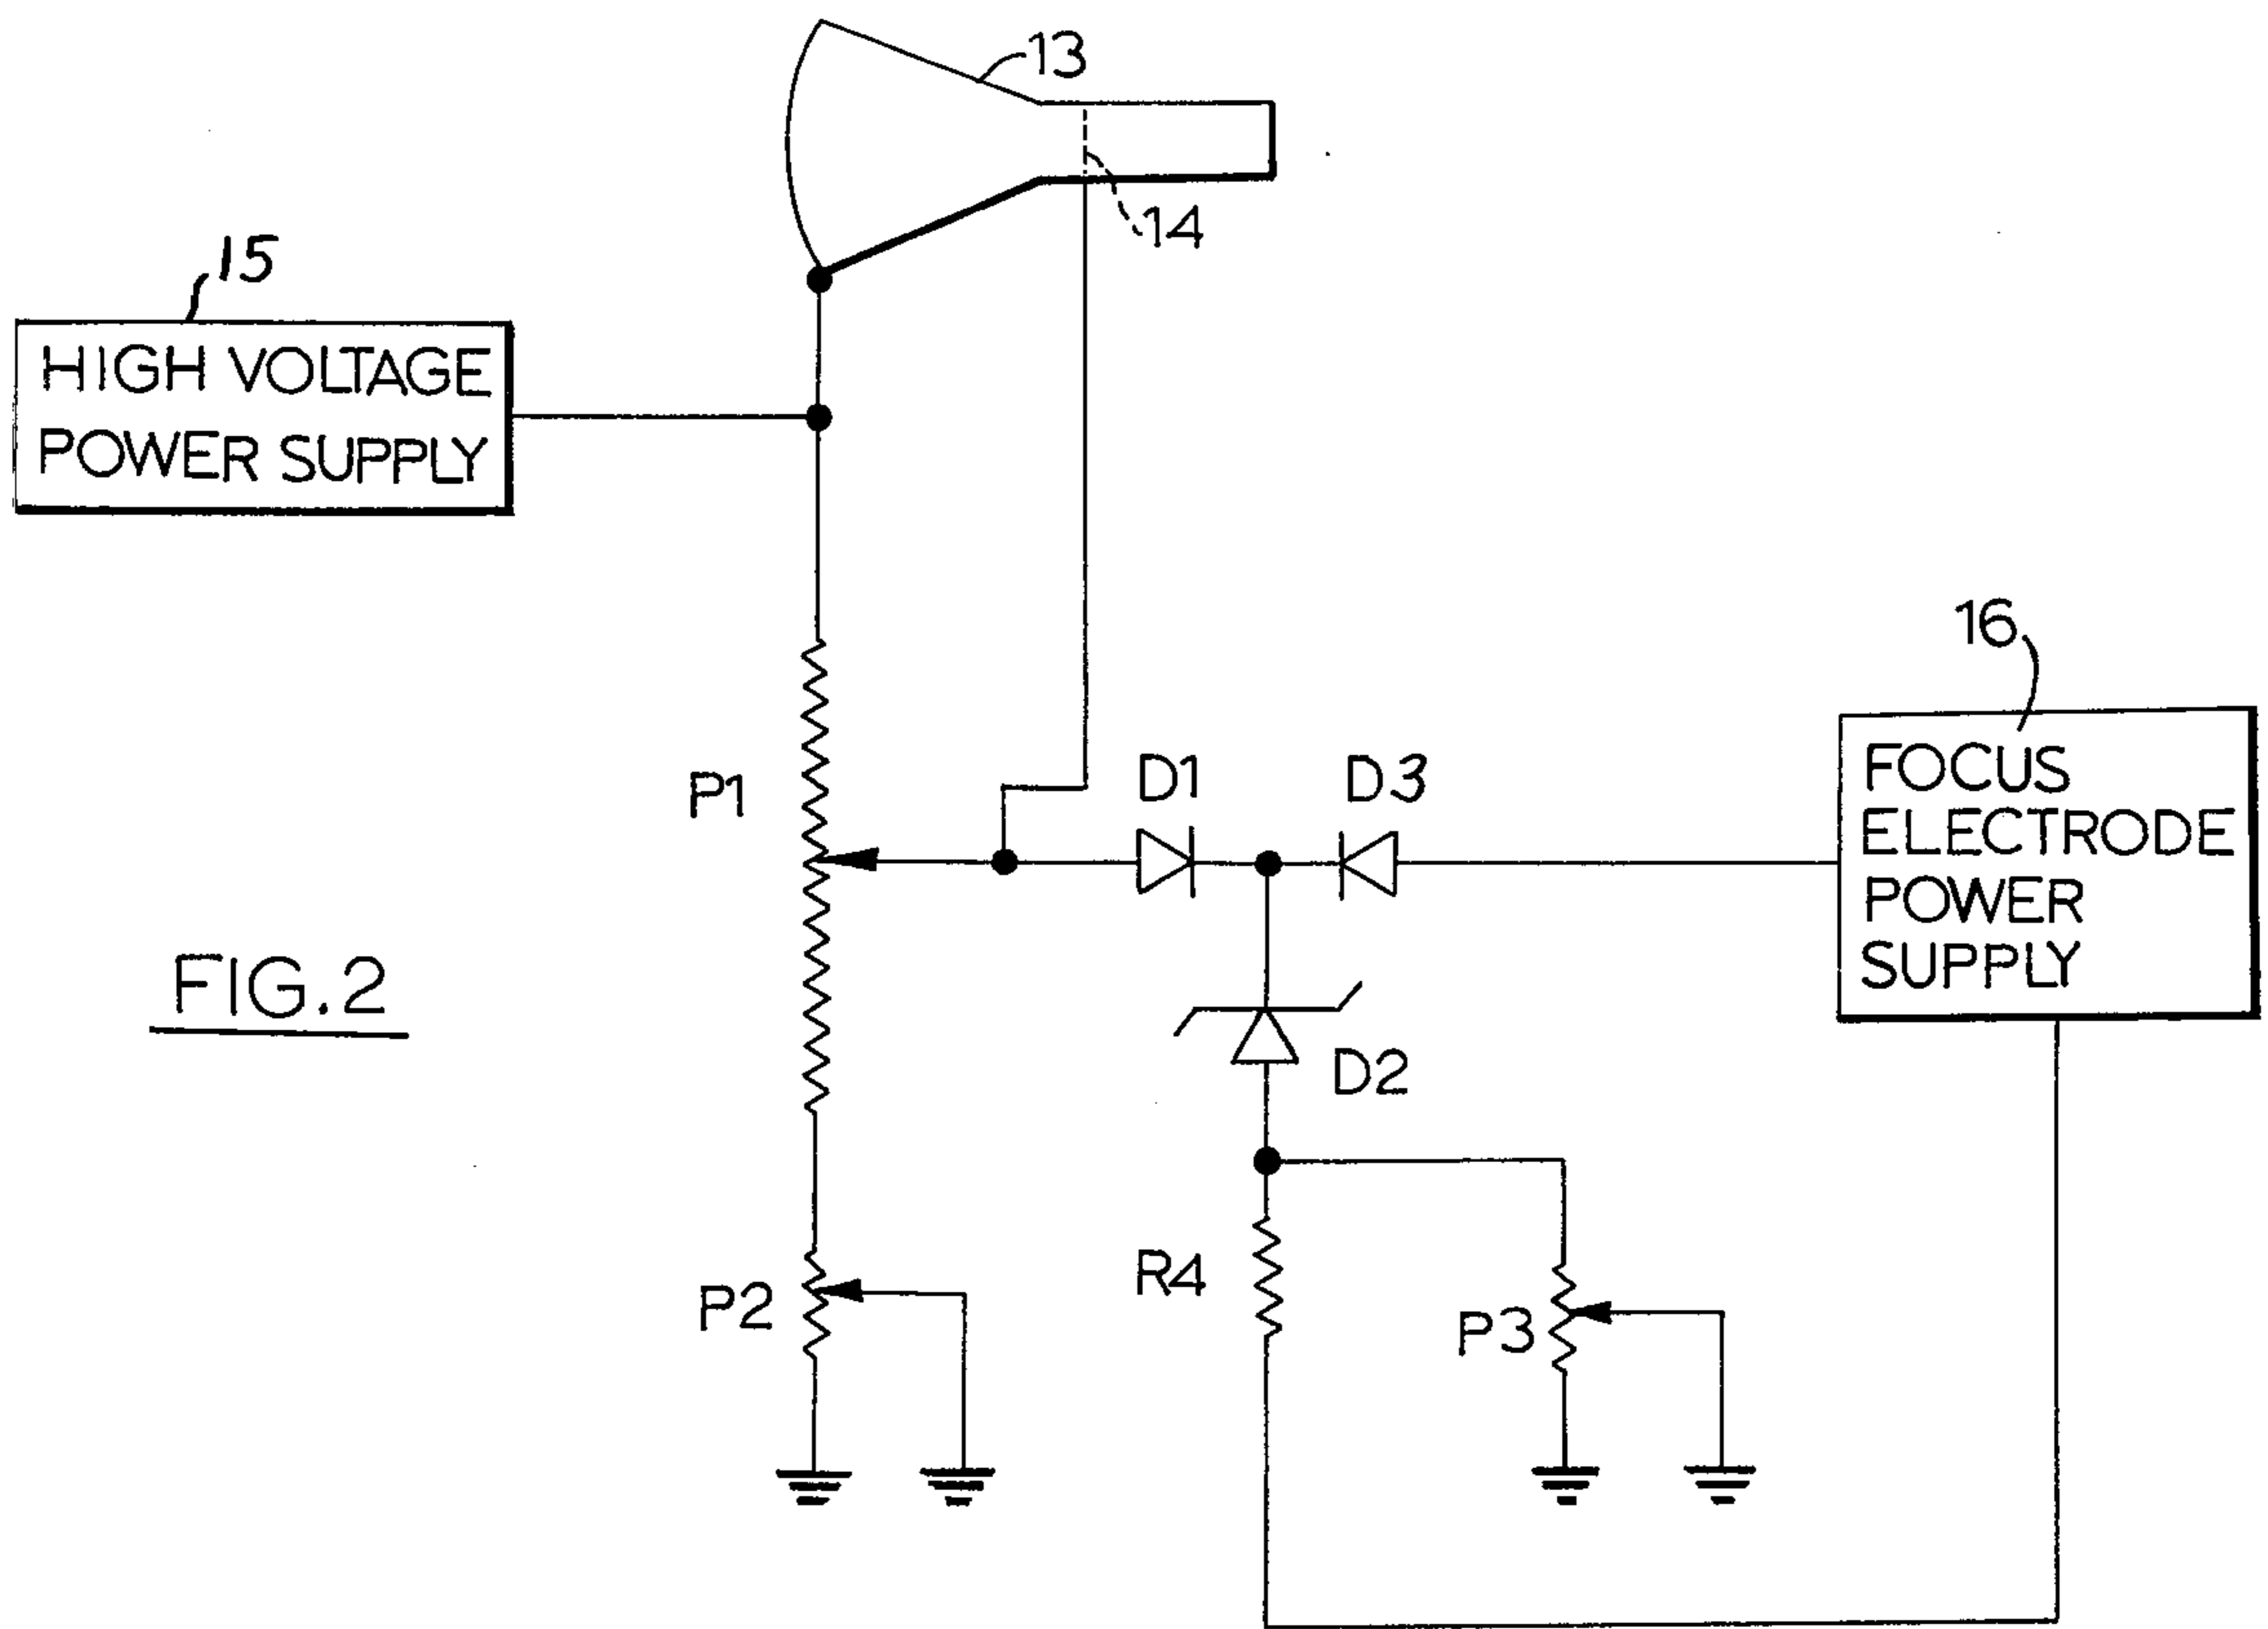 13
14
15
HIGH VOLTAGE
POWER SUPPLY
16
FOCUS
ELECTRODE
POWER
SUPPLY
P1
D1
D3
FIG.2
D2
P2
R4
P3